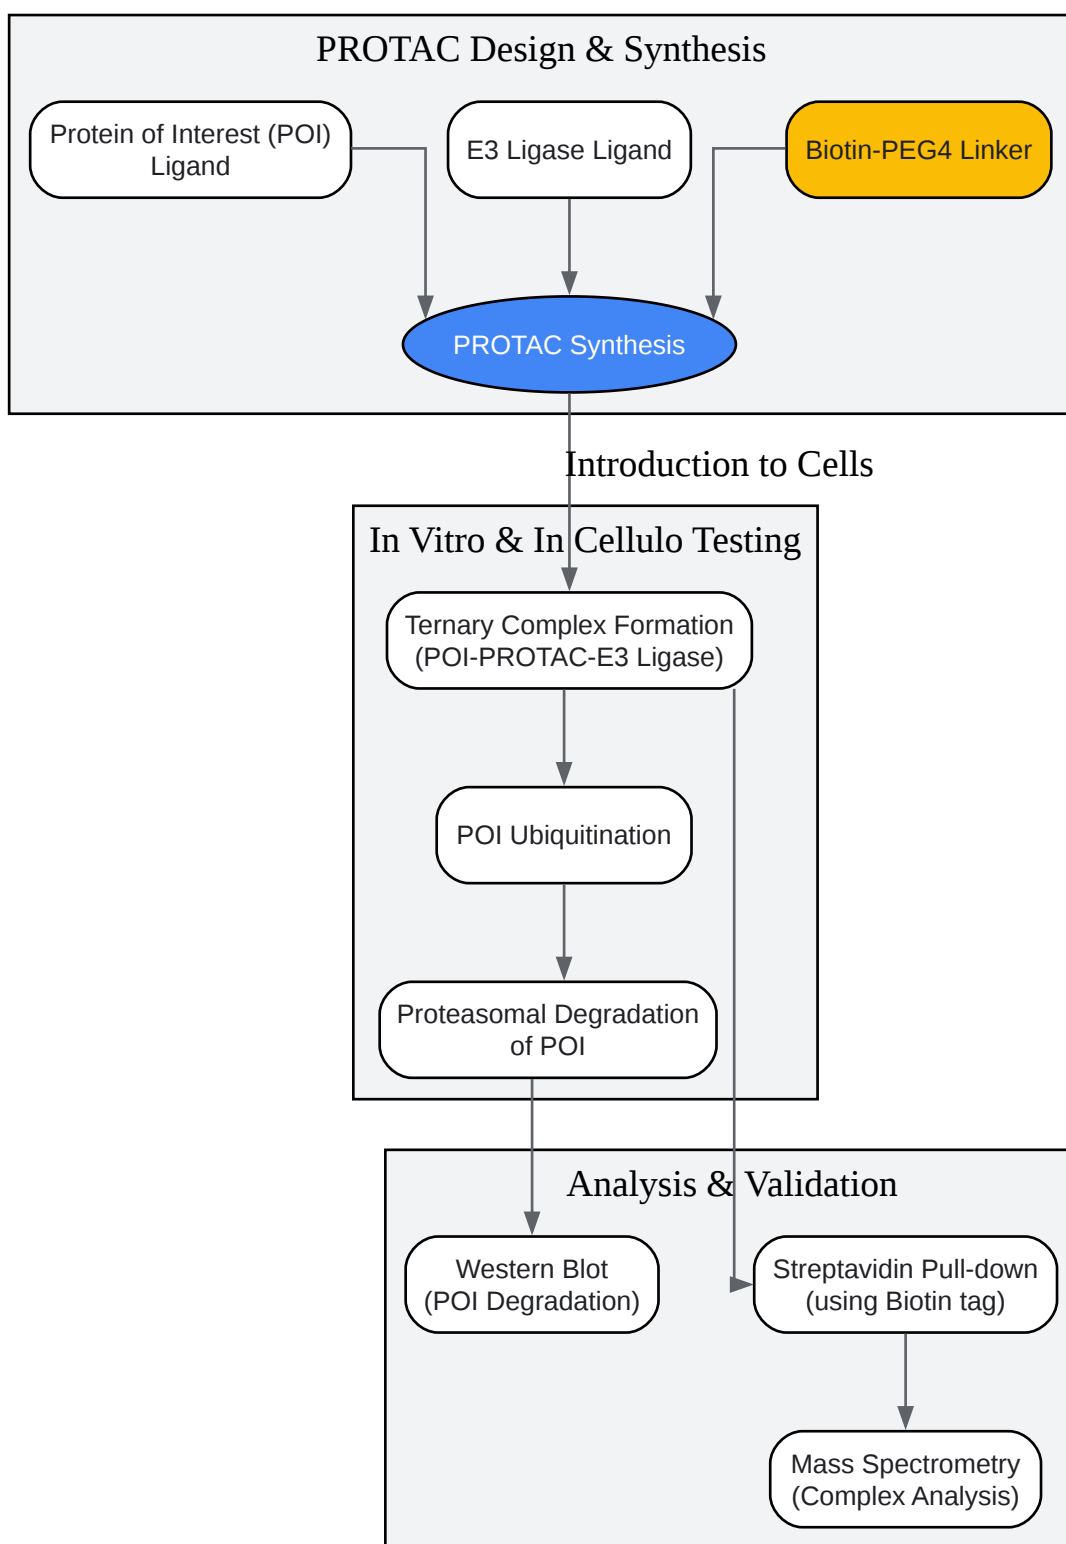 PROTAC Design & Synthesis
Protein of Interest (POI)
Ligand
E3 Ligase Ligand
Biotin-PEG4 Linker
PROTAC Synthesis
Introduction to Cells
In Vitro & In Cellulo Testing
Ternary Complex Formation
(POI-PROTAC-E3 Ligase)
POI Ubiquitination
Proteasomal Degradation
of POI
Analysis & Validation
Western Blot
(POI Degradation)
Streptavidin Pull-down
(using Biotin tag)
Mass Spectrometry
(Complex Analysis)